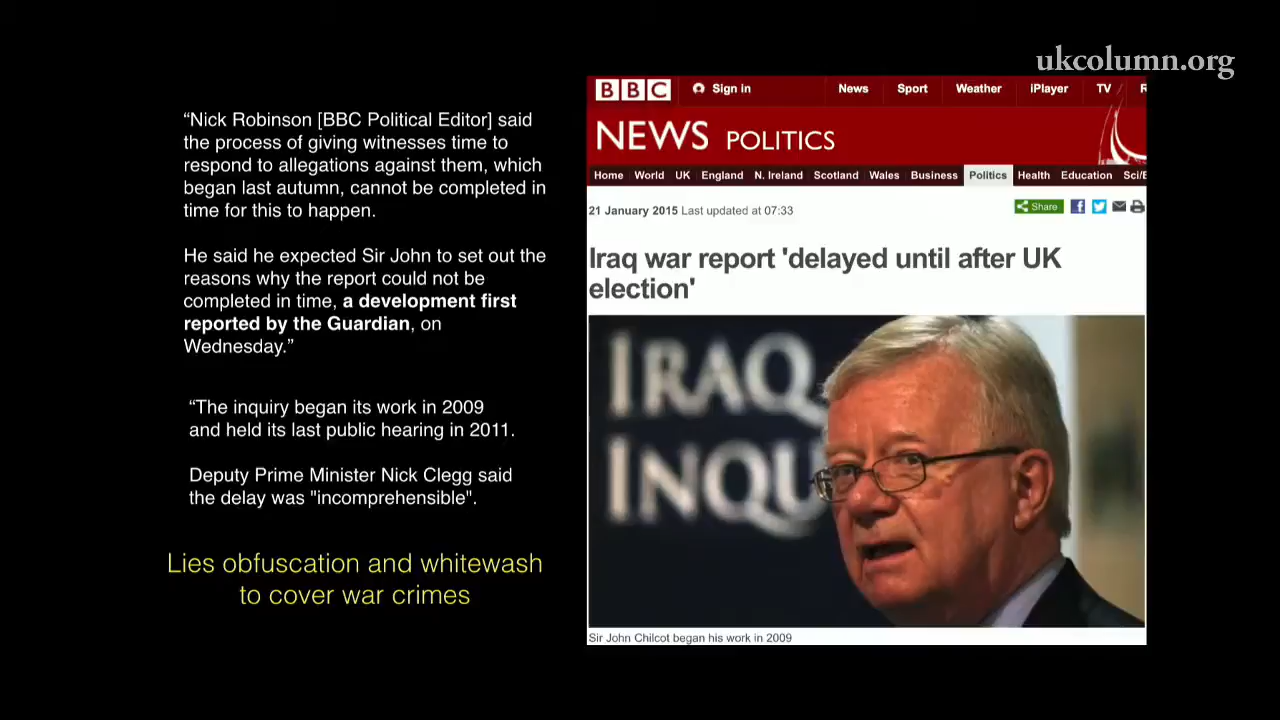 ukcolumn.org
“Nick Robinson [BBC Political Editor] said
the process of giving witnesses time to
respond to allegations against them, which
began last autumn, cannot be completed in
time for this to happen.
He said he expected Sir John to set out the
reasons why the report could not be
completed in time, a development first
reported by the Guardian, on
Wednesday.”
“The inquiry began its work in 2009
and held its last public hearing in 2011.
Deputy Prime Minister Nick Clegg said
the delay was "incomprehensible".
Lies obfuscation and whitewash
to cover war crimes
BBC Sign in News Sport Weather iPlayer TV
NEWS POLITICS
Home World UK England N. Ireland Scotland Wales Business Politics Health Education Sci/E
21 January 2015 Last updated at 07:33
Share
Iraq war report 'delayed until after UK
election'
IRAQ
INQU
Sir John Chilcot began his work in 2009